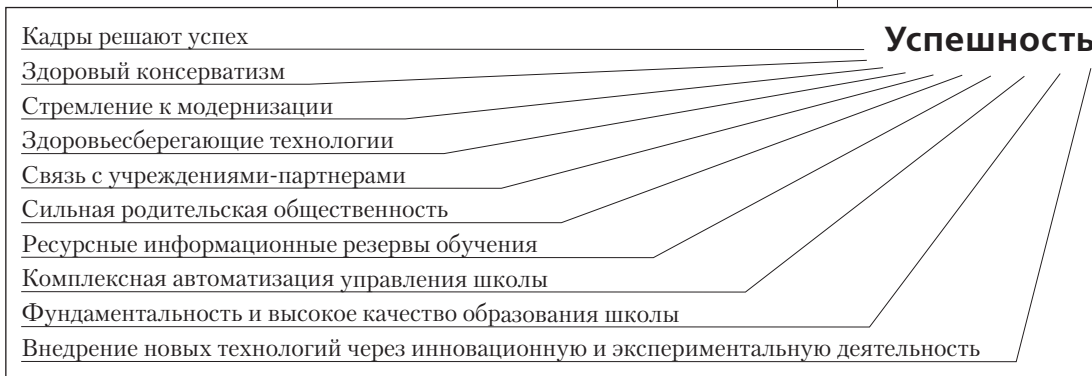 Кадры решают успех
Успешность
Здоровый консерватизм
Стремление к модернизации
Здоровьесберегающие технологии
Связь с учреждениями-партнерами
Сильная родительская общественность
Ресурсные информационные резервы обучения
Комплексная автоматизация управления школы
Фундаментальность и высокое качество образования школы
Внедрение новых технологий через инновационную и экспериментальную деятельность